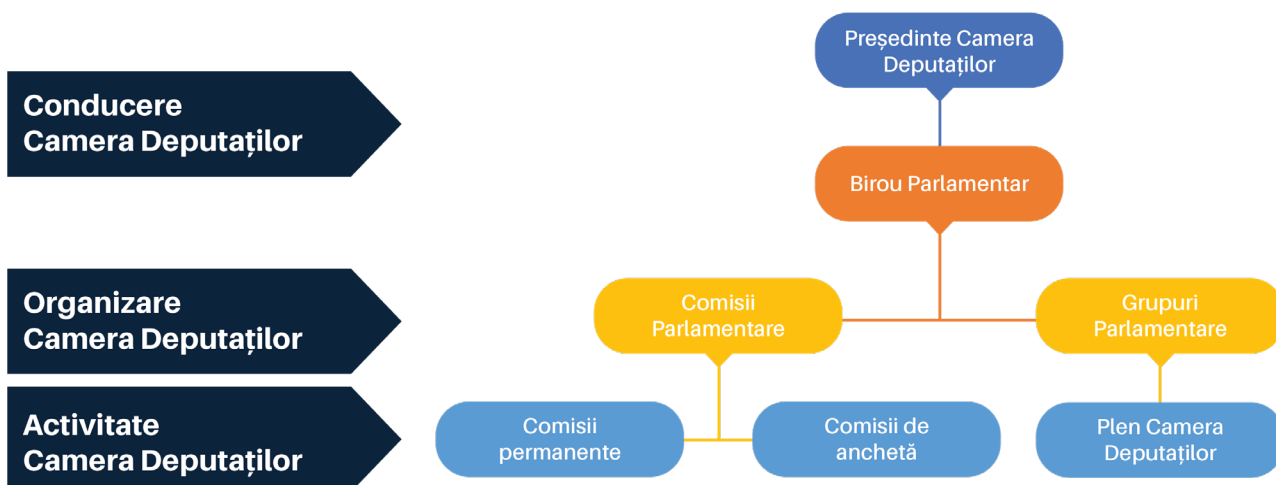 Președinte Camera
Deputaților
Conducere
Camera Deputaților
Birou Parlamentar
Organizare
Camera Deputaților
Comisii
Parlamentare
Grupuri
Parlamentare
Activitate
Camera Deputaților
Comisii
permanente
Comisii de
anchetă
Plen Camera
Deputaților